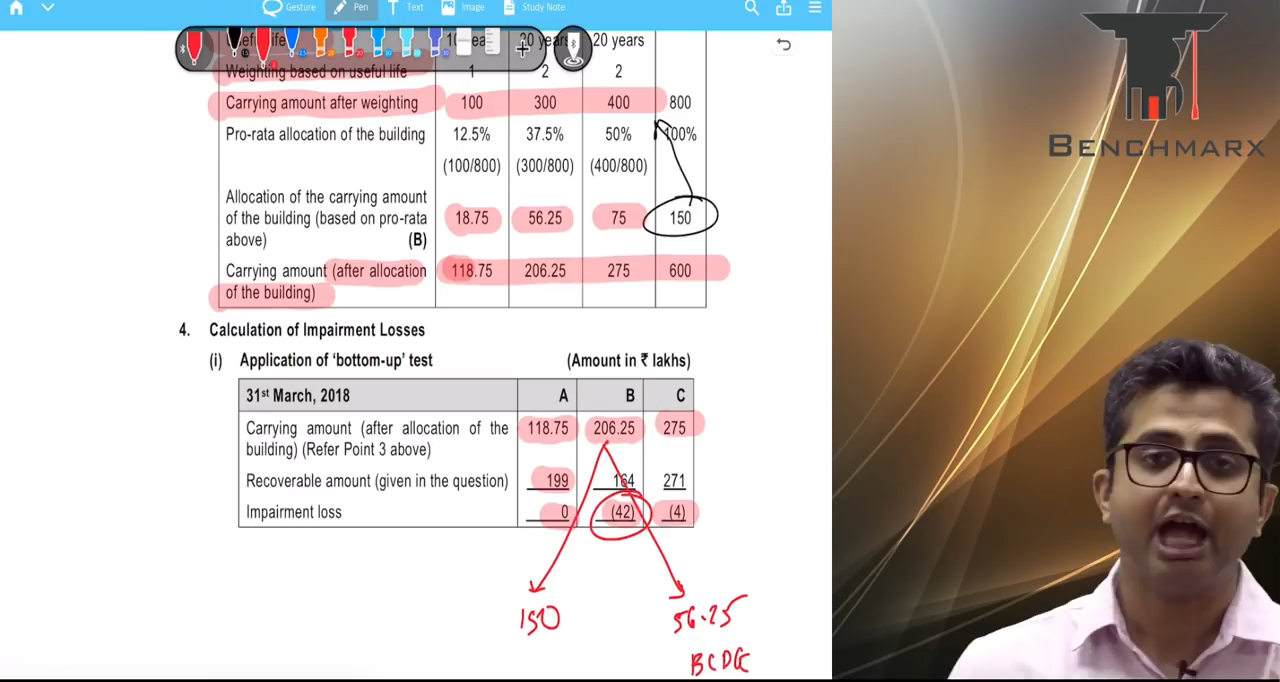 Gesture Pen Text Image Study Note
20 years 20 years
Weighting based on useful life 1 2 2
Carrying amount after weighting 100 300 400 800
Pro-rata allocation of the building 12.5% 37.5% 50% 100%
(100/800) (300/800) (400/800)
Allocation of the carrying amount
of the building (based on pro-rata 18.75 56.25 75 150
above) (B)
Carrying amount (after allocation 118.75 206.25 275 600
of the building)
4. Calculation of Impairment Losses
(i) Application of ‘bottom-up’ test (Amount in ₹ lakhs)
31st March, 2018 A B C
Carrying amount (after allocation of the 118.75 206.25 275
building) (Refer Point 3 above)
Recoverable amount (given in the question) 199 164 271
Impairment loss 0 (42) (4)
150 56.25
BENCHMARX